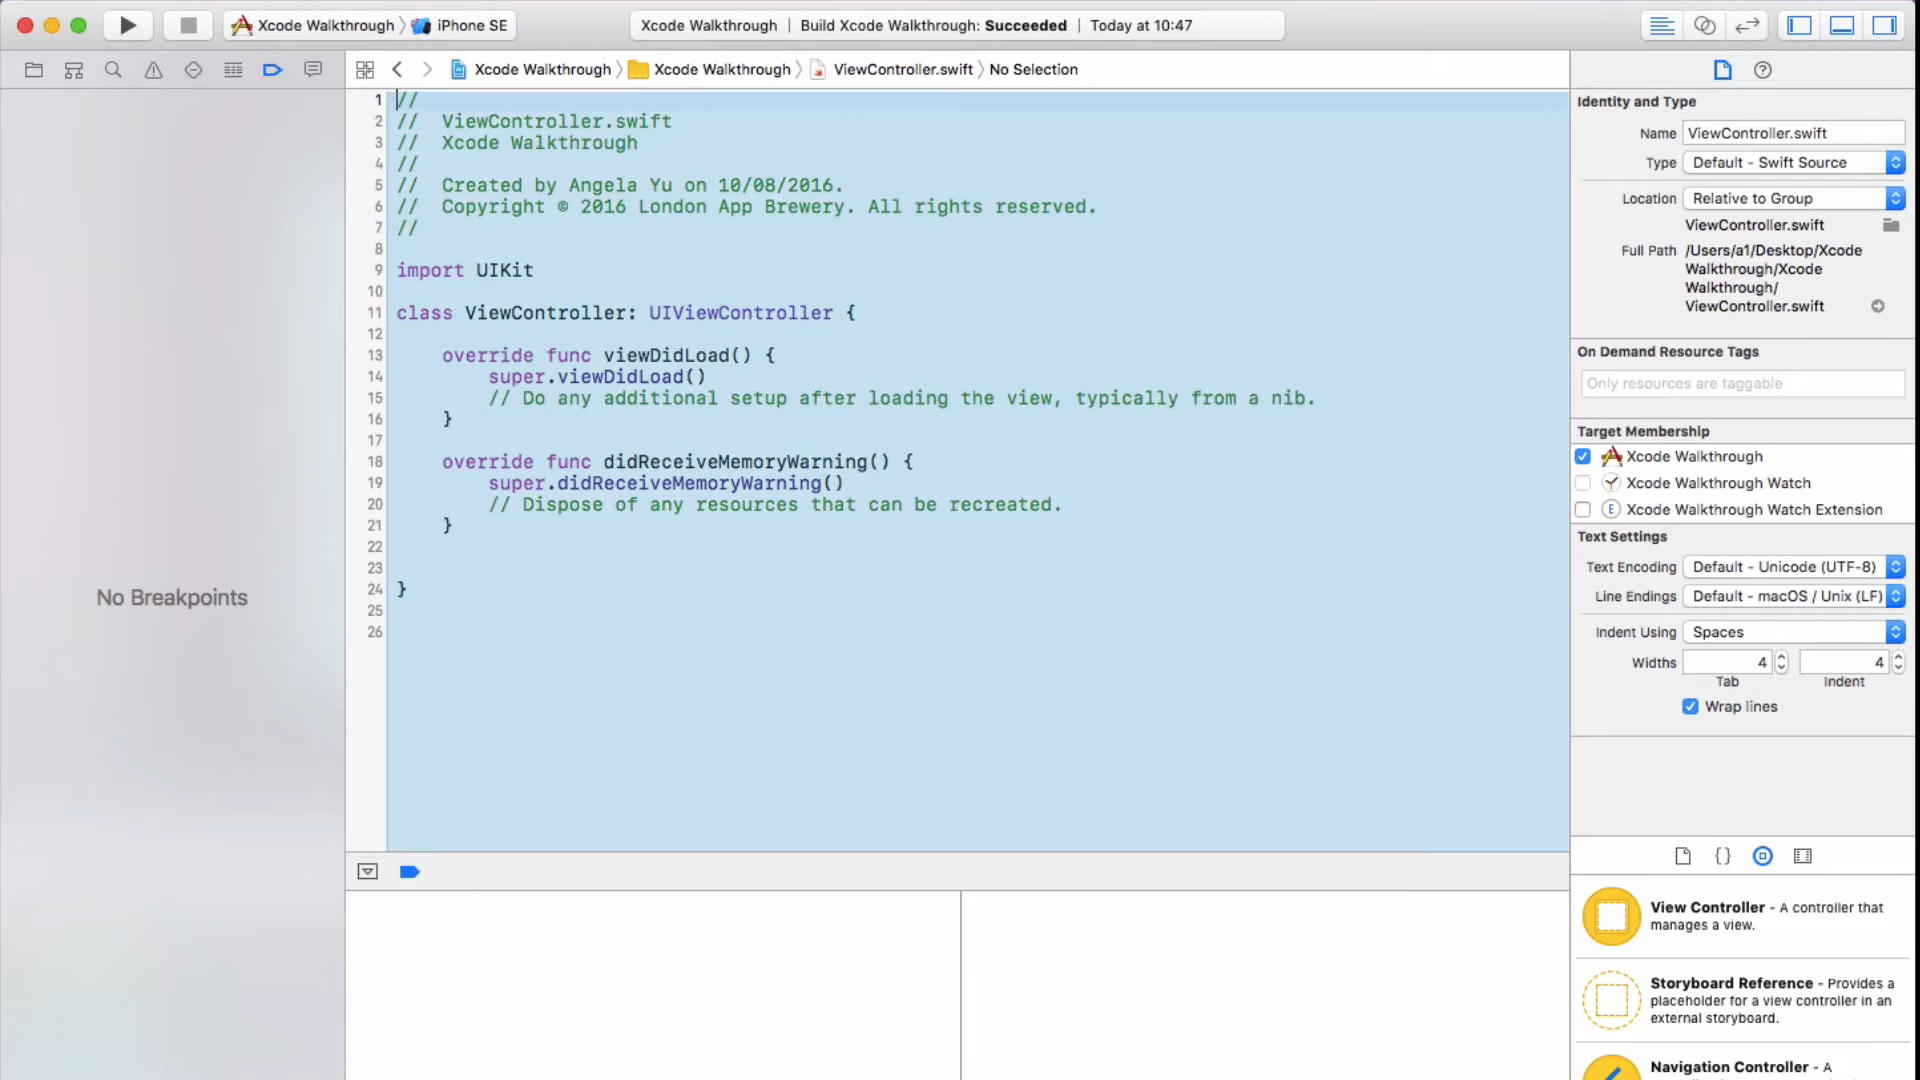 Xcode Walkthrough
iPhone SE
Xcode Walkthrough | Build Xcode Walkthrough: Succeeded | Today at 10:47
Xcode Walkthrough
Xcode Walkthrough
ViewController.swift
No Selection
No Breakpoints
1 //
2 // ViewController.swift
3 // Xcode Walkthrough
4 //
5 // Created by Angela Yu on 10/08/2016.
6 // Copyright © 2016 London App Brewery. All rights reserved.
7 //
8
9 import UIKit
10
11 class ViewController: UIViewController {
12
13 override func viewDidLoad() {
14 super.viewDidLoad()
15 // Do any additional setup after loading the view, typically from a nib.
16 }
17
18 override func didReceiveMemoryWarning() {
19 super.didReceiveMemoryWarning()
20 // Dispose of any resources that can be recreated.
21 }
22
23
24 }
25
26
Identity and Type
Name ViewController.swift
Type Default - Swift Source
Location Relative to Group
ViewController.swift
Full Path /Users/a1/Desktop/Xcode
Walkthrough/Xcode
Walkthrough/
ViewController.swift
On Demand Resource Tags
Only resources are taggable
Target Membership
Xcode Walkthrough
Xcode Walkthrough Watch
E Xcode Walkthrough Watch Extension
Text Settings
Text Encoding Default - Unicode (UTF-8)
Line Endings Default - macOS / Unix (LF)
Indent Using Spaces
Widths 4 4
Tab Indent
Wrap lines
{}
View Controller - A controller that
manages a view.
Storyboard Reference - Provides a
placeholder for a view controller in an
external storyboard.
Navigation Controller - A